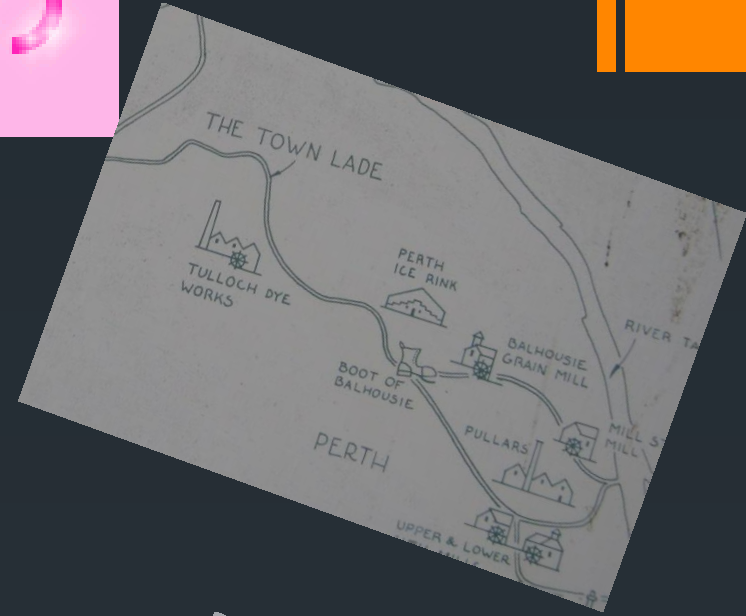 THE TOWN LADE
PERTH
ICE RINK
TULLOCH DYE
WORKS
RIVER
BALHOUSIE
GRAIN MILL
BOOT OF
BALHOUSIE
MILL
MILL
PULLARS
PERTH
UPPER & LOWER